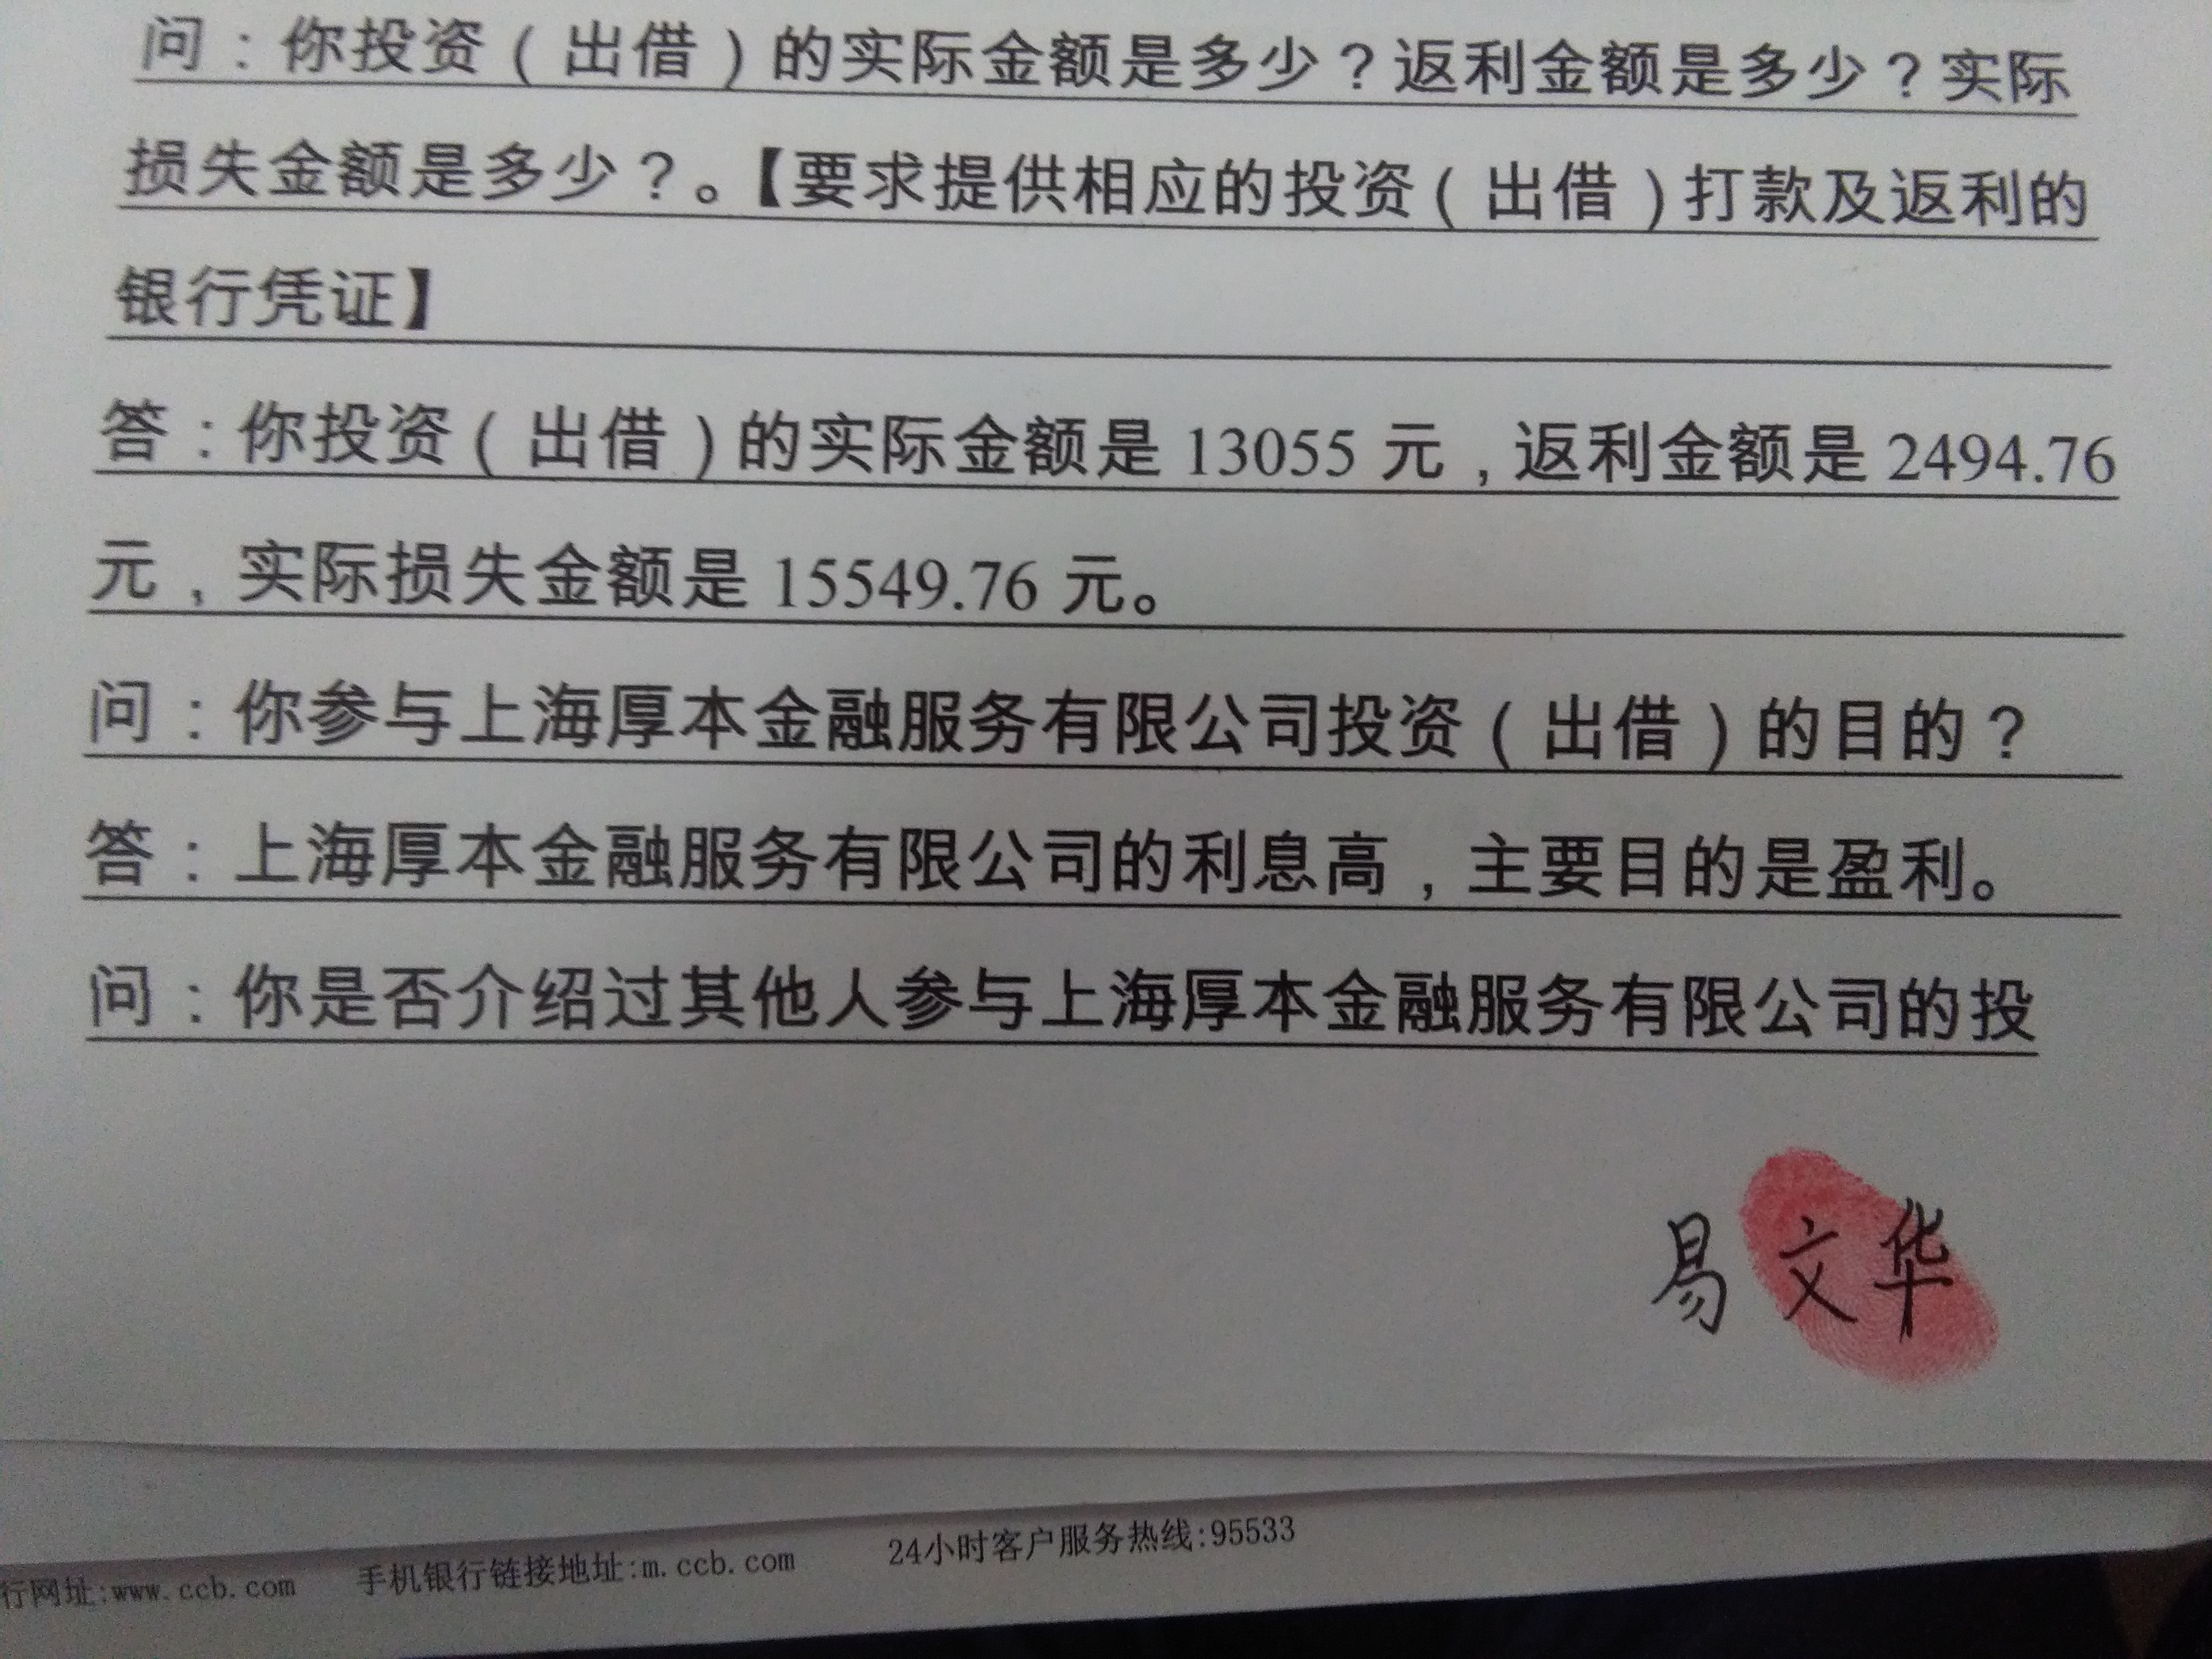 问：你投资（出借）的实际金额是多少？返利金额是多少？实际
损失金额是多少？。【要求提供相应的投资（出借）打款及返利的
银行凭证】
答：你投资（出借）的实际金额是 13055 元，返利金额是 2494.76
元，实际损失金额是 15549.76 元。
问：你参与上海厚本金融服务有限公司投资（出借）的目的？
答：上海厚本金融服务有限公司的利息高，主要目的是盈利。
问：你是否介绍过其他人参与上海厚本金融服务有限公司的投
易文华
行网址:www.ccb.com 手机银行链接地址:m.ccb.com 24小时客户服务热线:95533